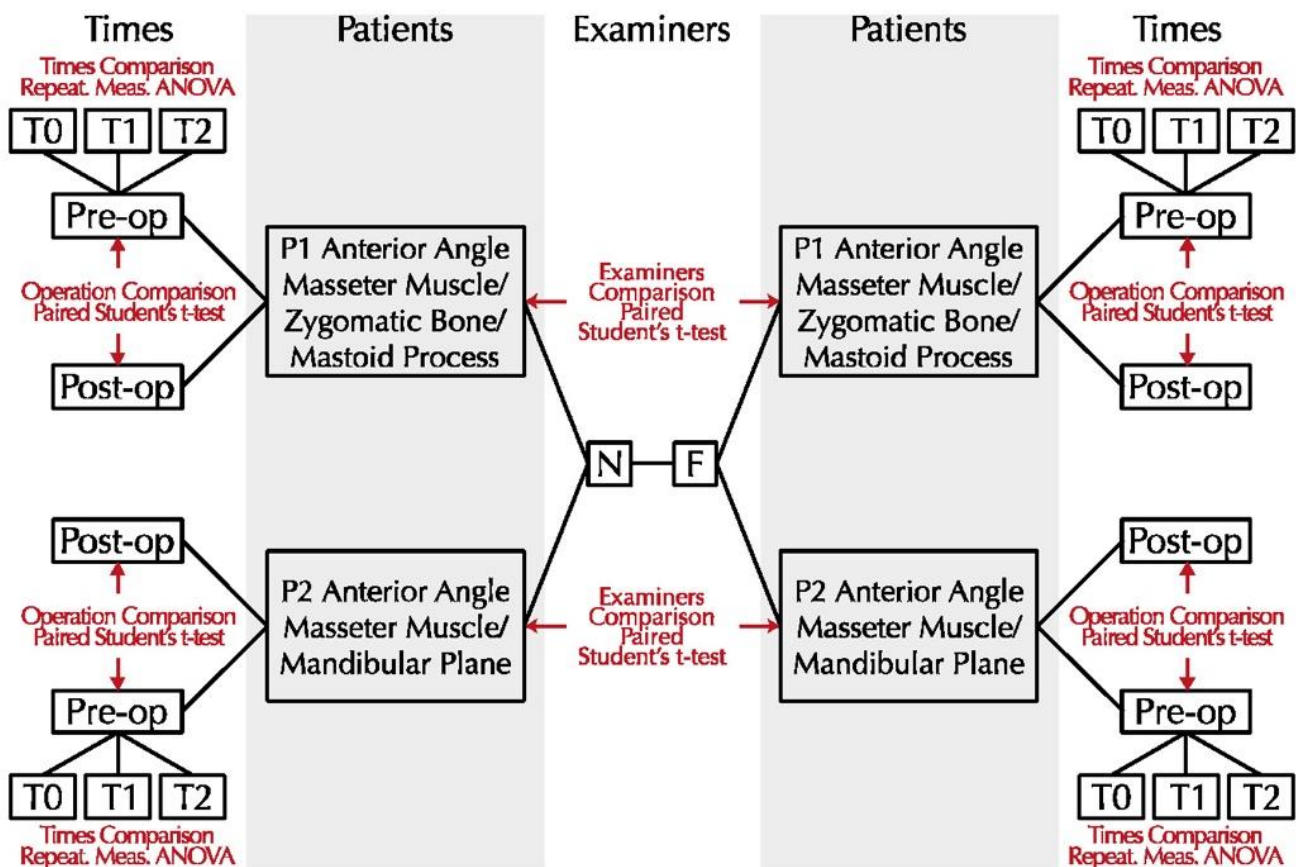 Times
Patients
Examiners
Patients
Times
Times Comparison
Repeat. Meas. ANOVA
T0
T1
T2
Pre-op
Operation Comparison
Paired Student's t-test
Post-op
P1 Anterior Angle
Masseter Muscle/
Zygomatic Bone/
Mastoid Process
Examiners
Comparison
Paired
Student's t-test
P1 Anterior Angle
Masseter Muscle/
Zygomatic Bone/
Mastoid Process
Times Comparison
Repeat. Meas. ANOVA
T0
T1
T2
Pre-op
Operation Comparison
Paired Student's t-test
Post-op
N
F
Post-op
Operation Comparison
Paired Student's t-test
Pre-op
T0
T1
T2
Times Comparison
Repeat. Meas. ANOVA
P2 Anterior Angle
Masseter Muscle/
Mandibular Plane
Examiners
Comparison
Paired
Student's t-test
P2 Anterior Angle
Masseter Muscle/
Mandibular Plane
Post-op
Operation Comparison
Paired Student's t-test
Pre-op
T0
T1
T2
Times Comparison
Repeat. Meas. ANOVA